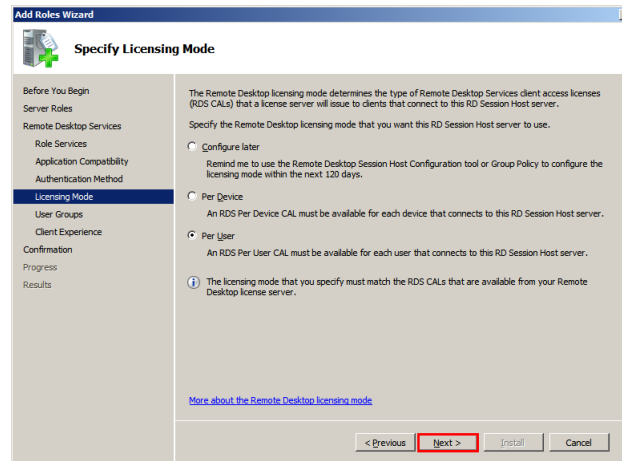 Add Roles Wizard
Specify Licensing Mode
Before You Begin
Server Roles
Remote Desktop Services
Role Services
Application Compatibility
Authentication Method
Licensing Mode
User Groups
Client Experience
Confirmation
Progress
Results
The Remote Desktop licensing mode determines the type of Remote Desktop Services client access licenses
(RDS CALs) that a license server will issue to clients that connect to this RD Session Host server.
Specify the Remote Desktop licensing mode that you want this RD Session Host server to use.
Configure later
Remind me to use the Remote Desktop Session Host Configuration tool or Group Policy to configure the
licensing mode within the next 120 days.
Per Device
An RDS Per Device CAL must be available for each device that connects to this RD Session Host server.
Per User
An RDS Per User CAL must be available for each user that connects to this RD Session Host server.
The licensing mode that you specify must match the RDS CALs that are available from your Remote
Desktop license server.
More about the Remote Desktop licensing mode
< Previous
Next >
Install
Cancel